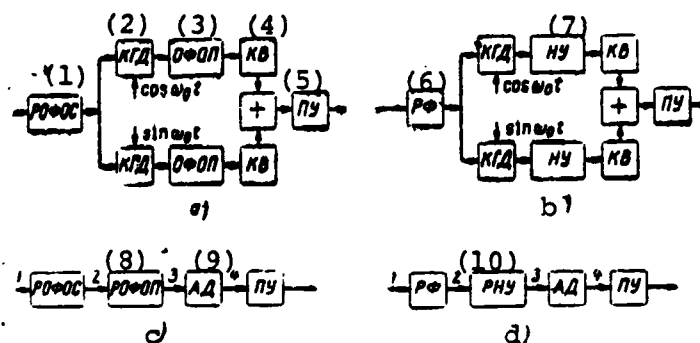 (2) (3) (4) (7)
(1) КГД ОФОП КВ (5) (6) КГД НУ КВ
cosω₀t cosω₀t
РОФОС + ПУ РФ + ПУ
sinω₀t sinω₀t
КГД ОФОП КВ КГД НУ КВ
a) b)
(8) (9) (10)
1 РОФОС 2 РОФОП 3 АД 4 ПУ 1 РФ 2 РНУ 3 АД 4 ПУ
c) d)